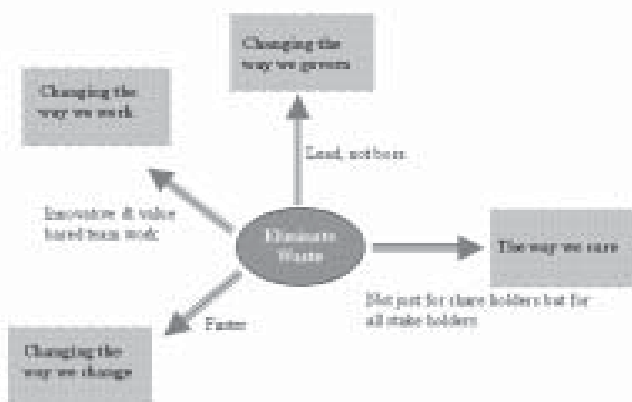 Changing the
way we govern
Changing the
way we work
Lead, not boss
Innovative & value
based team work
Eliminate
Waste
The way we care
Not just for share holders but for
all stake holders
Faster
Changing the
way we change